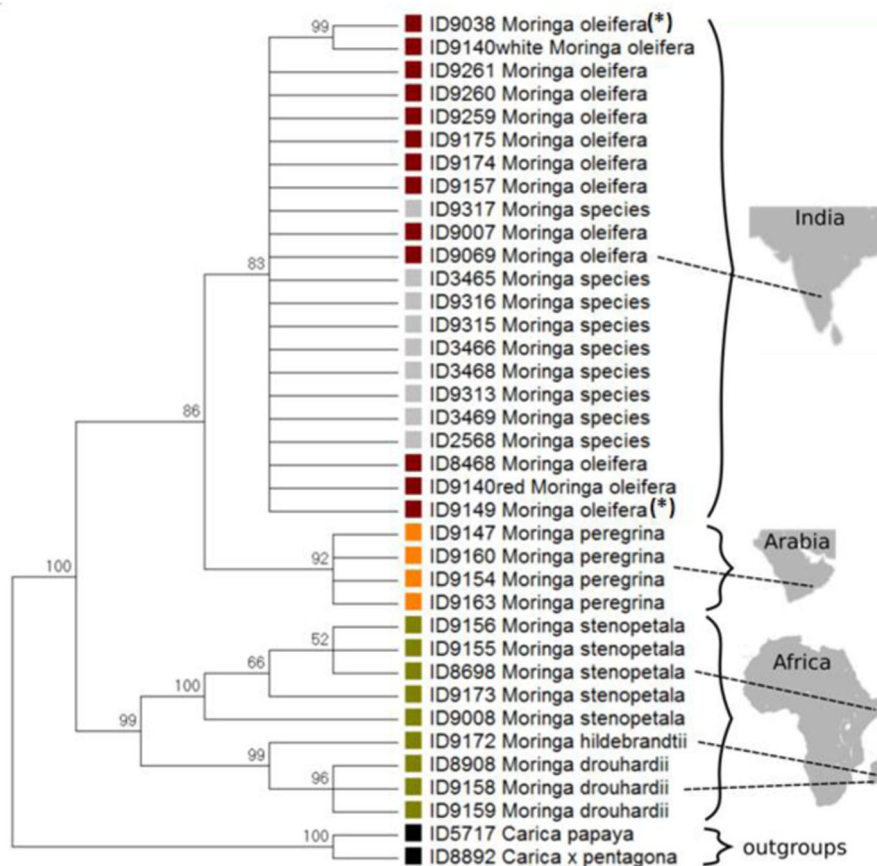 99
ID9038 Moringa oleifera(*)
ID9140white Moringa oleifera
ID9261 Moringa oleifera
ID9260 Moringa oleifera
ID9259 Moringa oleifera
ID9175 Moringa oleifera
ID9174 Moringa oleifera
ID9157 Moringa oleifera
ID9317 Moringa species
India
ID9007 Moringa oleifera
83
ID9069 Moringa oleifera
ID3465 Moringa species
ID9316 Moringa species
ID9315 Moringa species
ID3466 Moringa species
ID3468 Moringa species
ID9313 Moringa species
86
ID3469 Moringa species
ID2568 Moringa species
ID8468 Moringa oleifera
ID9140red Moringa oleifera
ID9149 Moringa oleifera(*)
ID9147 Moringa peregrina
Arabia
92
ID9160 Moringa peregrina
100
ID9154 Moringa peregrina
ID9163 Moringa peregrina
52
ID9156 Moringa stenopetala
ID9155 Moringa stenopetala
Africa
66
ID8698 Moringa stenopetala
100
ID9173 Moringa stenopetala
99
ID9008 Moringa stenopetala
ID9172 Moringa hildebrandtii
99
ID8908 Moringa drouhardii
96
ID9158 Moringa drouhardii
ID9159 Moringa drouhardii
100
ID5717 Carica papaya
outgroups
ID8892 Carica x pentagona